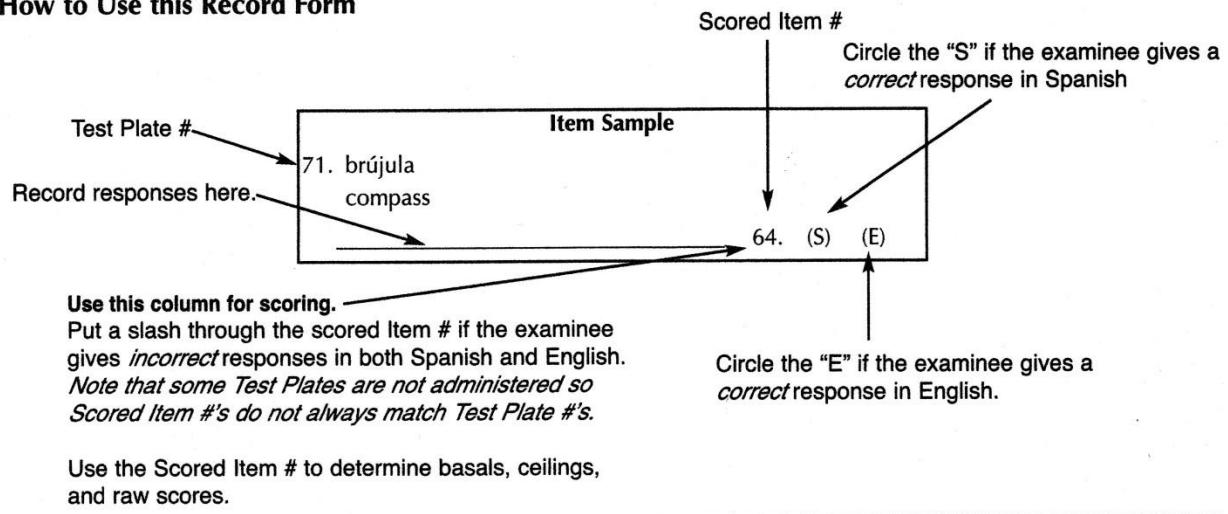 How to Use this Record Form
Scored Item #
Circle the “S” if the examinee gives a
correct response in Spanish
Item Sample
Test Plate #
71. brújula
Record responses here.
compass
64. (S) (E)
Use this column for scoring.
Put a slash through the scored Item # if the examinee
gives incorrect responses in both Spanish and English.
Note that some Test Plates are not administered so
Scored Item #'s do not always match Test Plate #'s.
Circle the “E” if the examinee gives a
correct response in English.
Use the Scored Item # to determine basals, ceilings,
and raw scores.